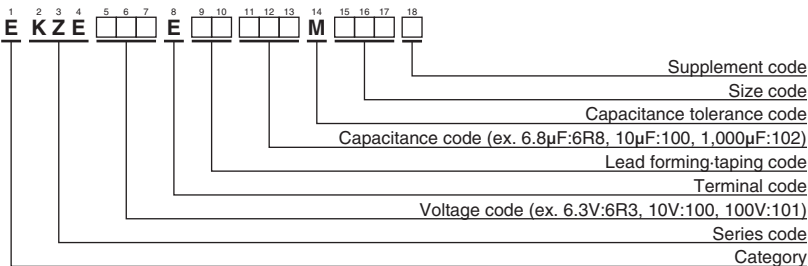 1 2 3 4 5 6 7 8 9 10 11 12 13 14 15 16 17 18
E KZE □□□ E □□ □□□ M □□□ □
Supplement code
Size code
Capacitance tolerance code
Capacitance code (ex. 6.8µF:6R8, 10µF:100, 1,000µF:102)
Lead forming·taping code
Terminal code
Voltage code (ex. 6.3V:6R3, 10V:100, 100V:101)
Series code
Category